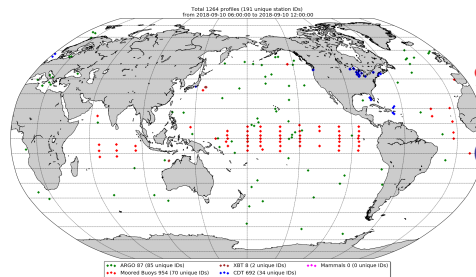 Total 1264 profiles (191 unique station IDs)
from 2018-09-10 06:00:00 to 2018-09-10 12:00:00
ARGO 87 (85 unique IDs) XBT 8 (2 unique IDs) Mammals 0 (0 unique IDs)
Moored Buoys 954 (70 unique IDs) CDT 692 (34 unique IDs)